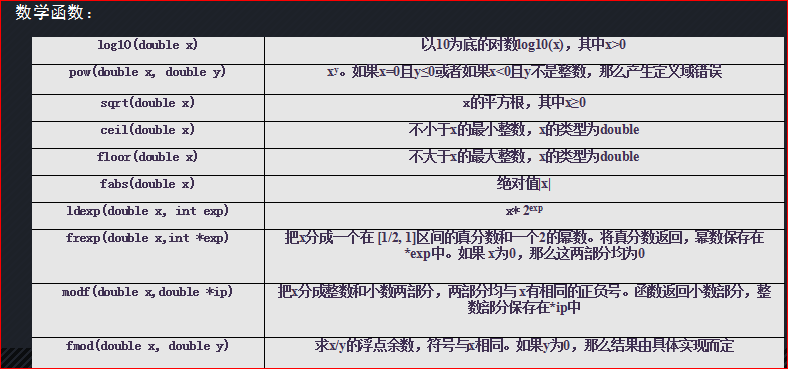 数学函数：
log10(double x) 以10为底的对数log10(x)，其中x>0
pow(double x, double y) xʸ。如果x=0且y≤0或者如果x<0且y不是整数，那么产生定义域错误
sqrt(double x) x的平方根，其中x≥0
ceil(double x) 不小于x的最小整数，x的类型为double
floor(double x) 不大于x的最大整数，x的类型为double
fabs(double x) 绝对值|x|
ldexp(double x, int exp) x* 2ᵉˣᵖ
frexp(double x,int *exp) 把x分成一个在 [1/2, 1]区间的真分数和一个2的幂数。将真分数返回，幂数保存在
*exp中。如果 x为0，那么这两部分均为0
modf(double x,double *ip) 把x分成整数和小数两部分，两部分均与 x有相同的正负号。函数返回小数部分，整
数部分保存在*ip中
fmod(double x, double y) 求x/y的浮点余数，符号与x相同。如果y为0，那么结果由具体实现而定